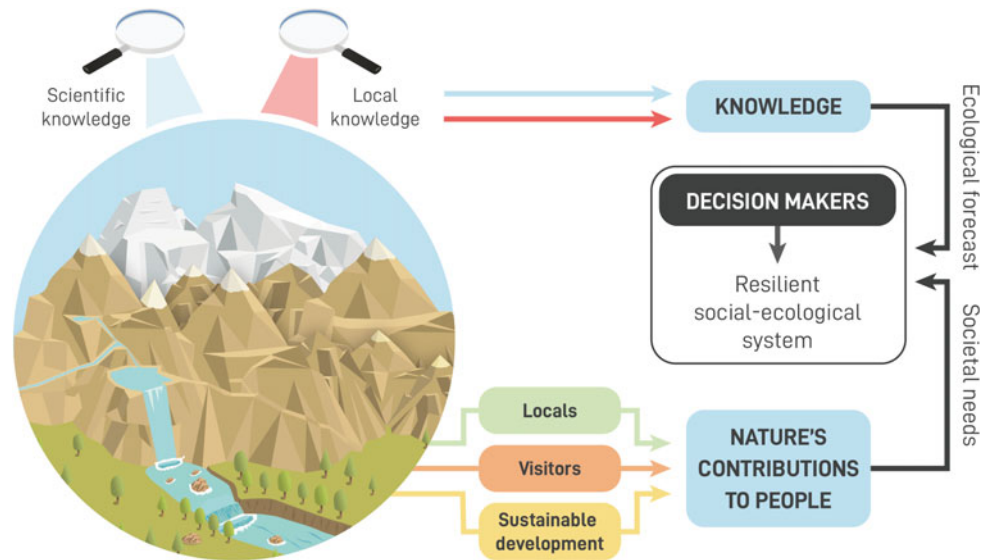 Scientific
knowledge
Local
knowledge
KNOWLEDGE
Ecological forecast
DECISION MAKERS
Resilient
social-ecological
system
Societal needs
Locals
Visitors
Sustainable
development
NATURE'S
CONTRIBUTIONS
TO PEOPLE